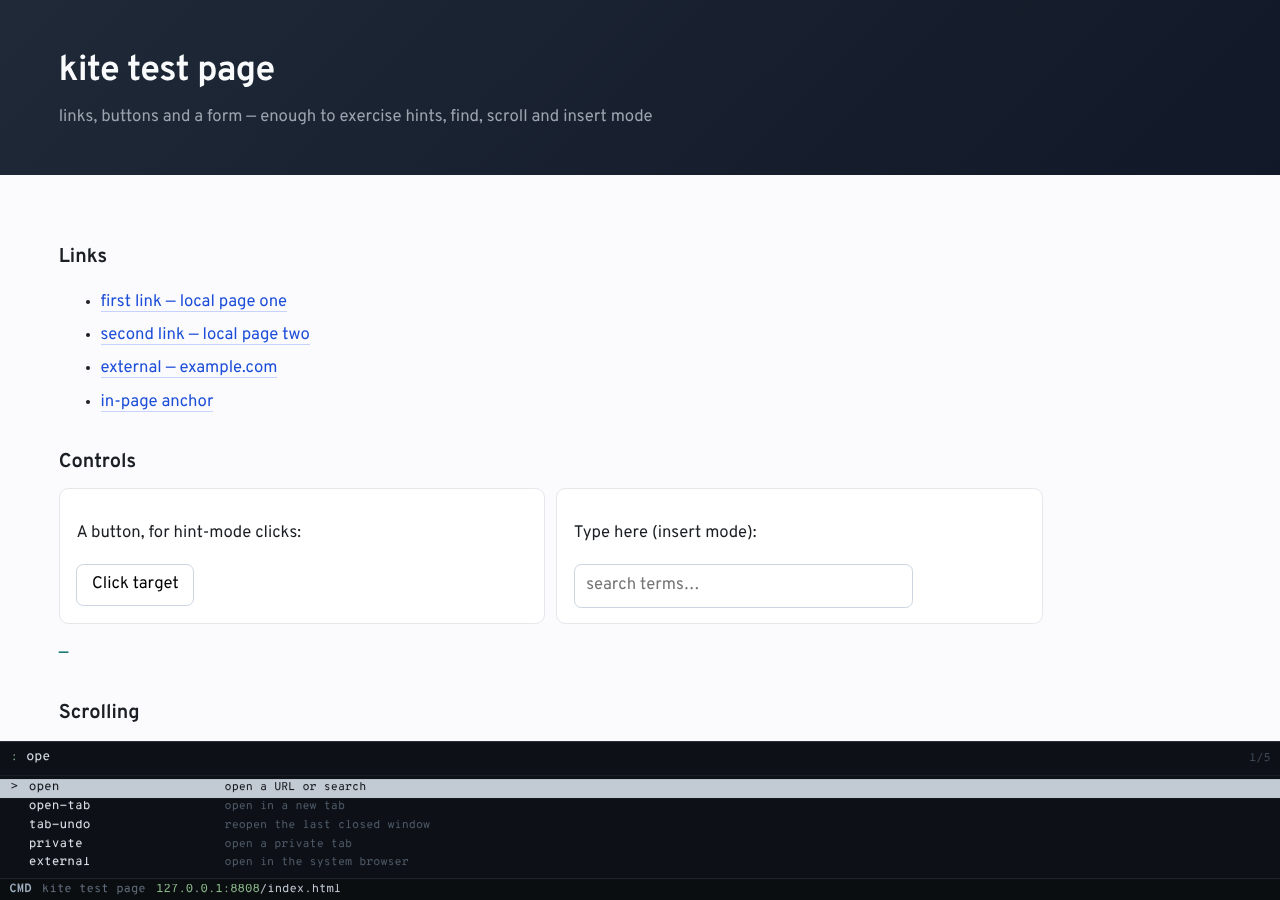 kite test page
links, buttons and a form — enough to exercise hints, find, scroll and insert mode
Links
• first link — local page one
• second link — local page two
• external — example.com
• in-page anchor
Controls
A button, for hint-mode clicks:
Click target
Type here (insert mode):
search terms…
—
Scrolling
: ope 1/5
> open open a URL or search
open-tab open in a new tab
tab-undo reopen the last closed window
private open a private tab
external open in the system browser
CMD kite test page 127.0.0.1:8808/index.html